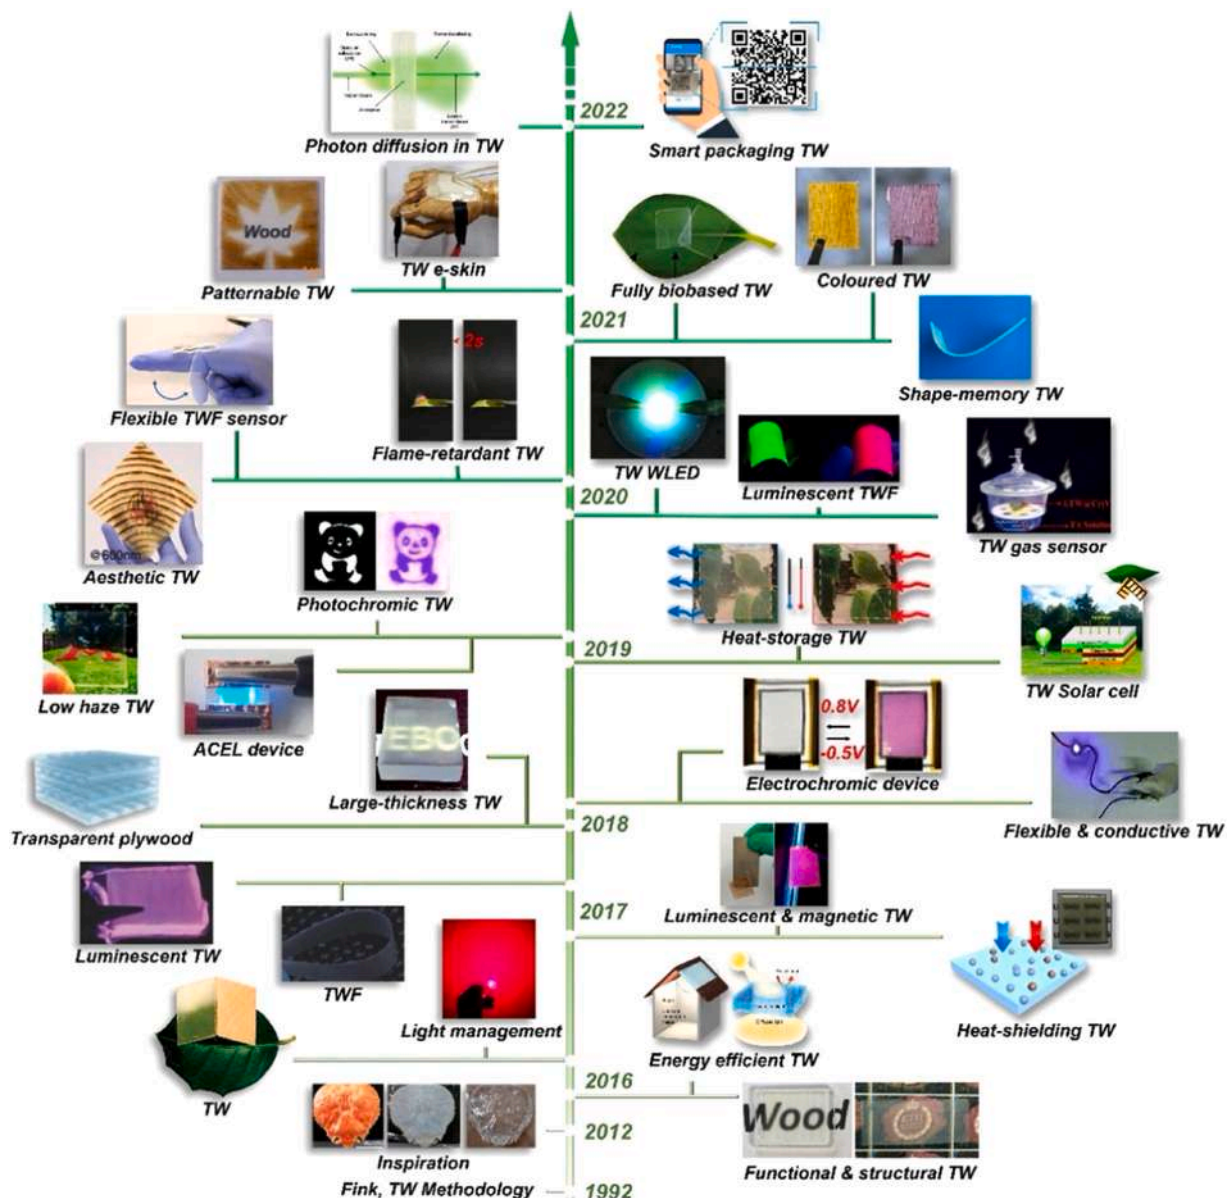 2022
Photon diffusion in TW
Smart packaging TW
Wood
Patternable TW
TW e-skin
Fully biobased TW
Coloured TW
2021
2s
Flexible TWF sensor
Flame-retardant TW
Shape-memory TW
TW WLED
Luminescent TWF
2020
@600nm
Aesthetic TW
TW gas sensor
Photochromic TW
Heat-storage TW
2019
Low haze TW
ACEL device
TW Solar cell
0.8V
-0.5V
Large-thickness TW
Electrochromic device
Transparent plywood
2018
Flexible & conductive TW
Luminescent TW
TWF
2017
Luminescent & magnetic TW
Light management
Heat-shielding TW
Energy efficient TW
TW
2016
Wood
2012
Inspiration
Functional & structural TW
Fink, TW Methodology
1992